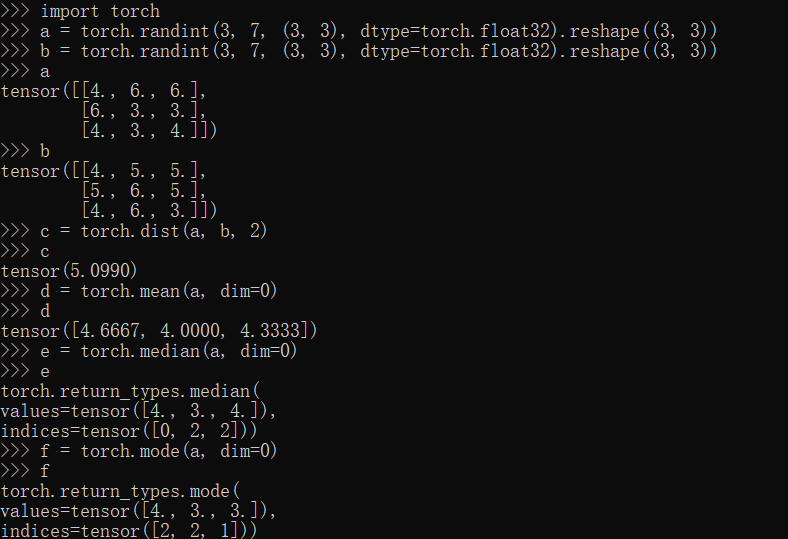 >>> import torch
>>> a = torch.randint(3, 7, (3, 3), dtype=torch.float32).reshape((3, 3))
>>> b = torch.randint(3, 7, (3, 3), dtype=torch.float32).reshape((3, 3))
>>> a
tensor([[4., 6., 6.],
        [6., 3., 3.],
        [4., 3., 4.]])
>>> b
tensor([[4., 5., 5.],
        [5., 6., 5.],
        [4., 6., 3.]])
>>> c = torch.dist(a, b, 2)
>>> c
tensor(5.0990)
>>> d = torch.mean(a, dim=0)
>>> d
tensor([4.6667, 4.0000, 4.3333])
>>> e = torch.median(a, dim=0)
>>> e
torch.return_types.median(
values=tensor([4., 3., 4.]),
indices=tensor([0, 2, 2]))
>>> f = torch.mode(a, dim=0)
>>> f
torch.return_types.mode(
values=tensor([4., 3., 3.]),
indices=tensor([2, 2, 1]))